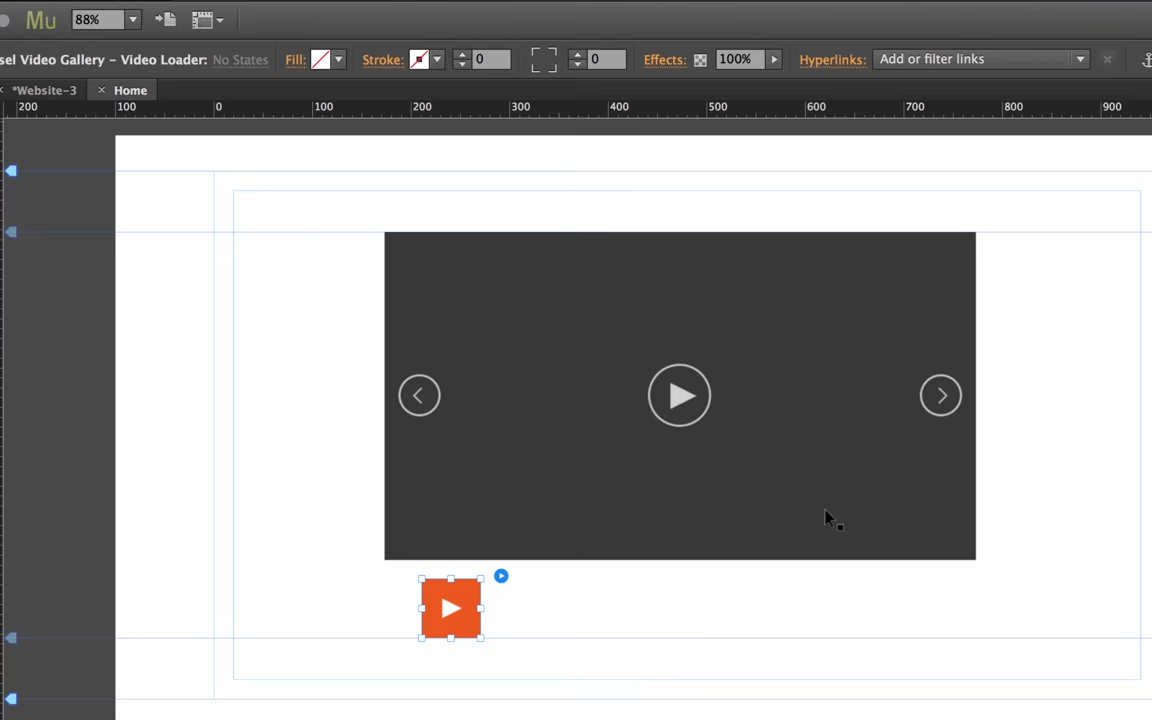 Mu 88%
sel Video Gallery – Video Loader: No States Fill: Stroke: 0 0 Effects: 100% Hyperlinks: Add or filter links
*Website-3 Home
200 100 0 100 200 300 400 500 600 700 800 900